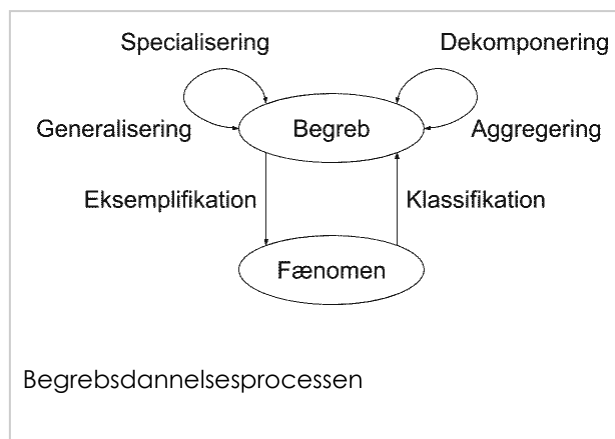 Specialisering
Dekomponering
Generalisering
Begreb
Aggregering
Eksemplifikation
Klassifikation
Fænomen
Begrebsdannelsesprocessen